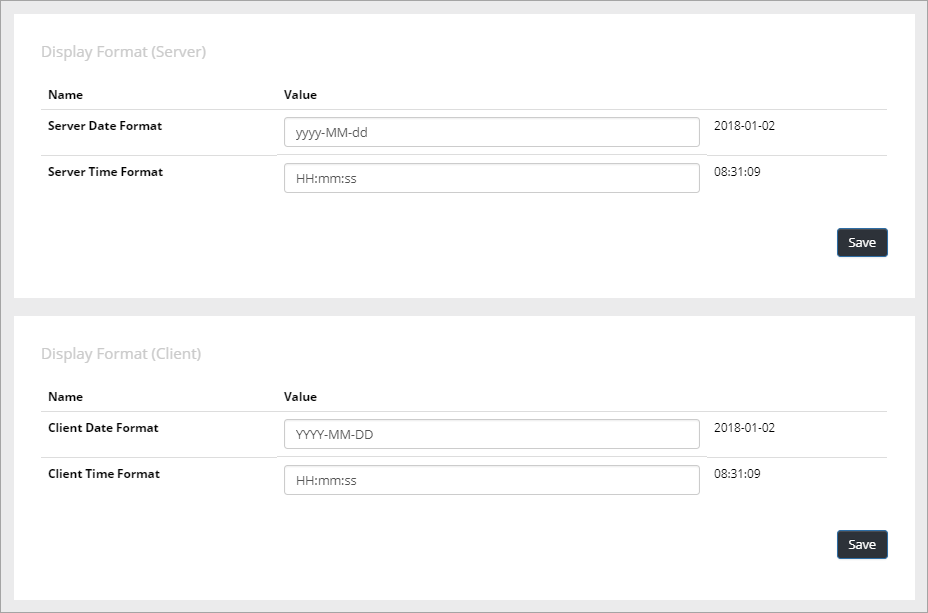 Display Format (Server)
Name Value
Server Date Format yyyy-MM-dd 2018-01-02
Server Time Format HH:mm:ss 08:31:09
Save
Display Format (Client)
Name Value
Client Date Format YYYY-MM-DD 2018-01-02
Client Time Format HH:mm:ss 08:31:09
Save